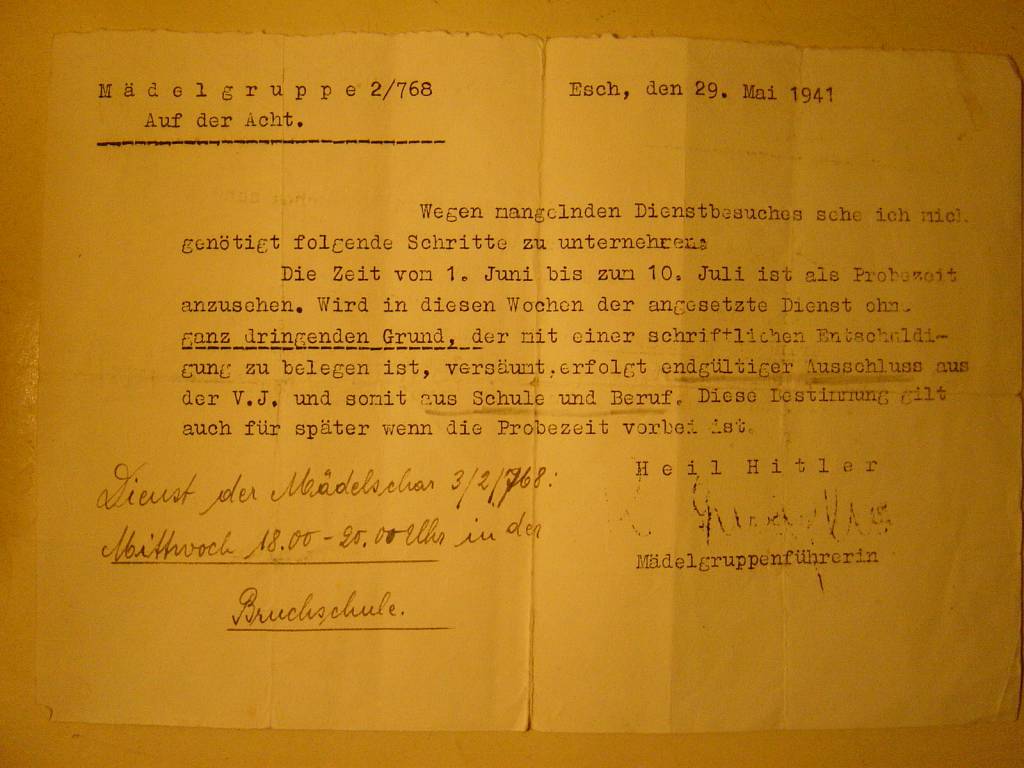 Mädelgruppe 2/768
Esch, den 29. Mai 1941
Auf der Acht.
Wegen mangelnden Dienstbesuches sehe ich mich
genötigt folgende Schritte zu unternehmen:
Die Zeit vom 1. Juni bis zum 10. Juli ist als Probezeit
anzusehen. Wird in diesen Wochen der angesetzte Dienst ohne
ganz dringenden Grund, der mit einer schriftlichen Entschuldi-
gung zu belegen ist, versäumt, erfolgt endgültiger Ausschluss aus
der V.J. und somit aus Schule und Beruf. Diese Bestimmung gilt
auch für später wenn die Probezeit vorbei ist.
Heil Hitler
Mädelgruppenführerin
Dienst der Mädelschar 3/2/768:
Mittwoch 18.00-20.00 Uhr in der
Bruchschule.